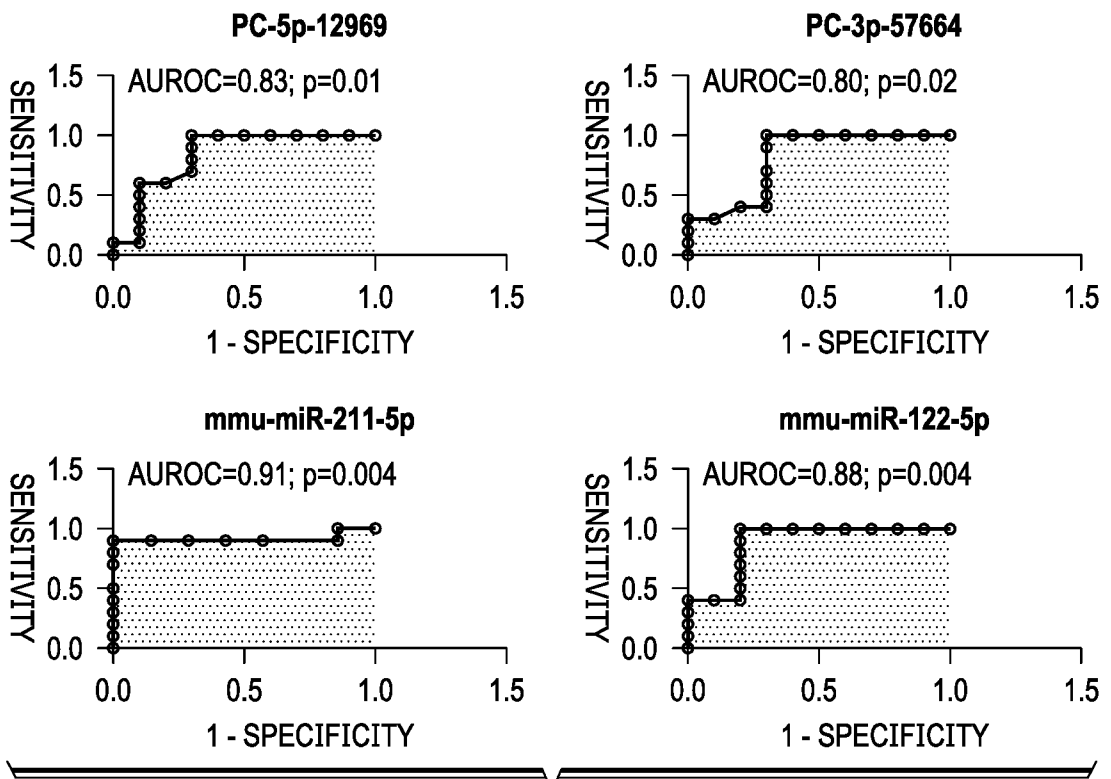 PC-5p-12969
AUROC=0.83; p=0.01
SENSITIVITY
1.5
1.0
0.5
0.0
0.0 0.5 1.0 1.5
1 - SPECIFICITY
PC-3p-57664
AUROC=0.80; p=0.02
SENSITIVITY
1.5
1.0
0.5
0.0
0.0 0.5 1.0 1.5
1 - SPECIFICITY
mmu-miR-211-5p
AUROC=0.91; p=0.004
SENSITIVITY
1.5
1.0
0.5
0.0
0.0 0.5 1.0 1.5
1 - SPECIFICITY
mmu-miR-122-5p
AUROC=0.88; p=0.004
SENSITIVITY
1.5
1.0
0.5
0.0
0.0 0.5 1.0 1.5
1 - SPECIFICITY